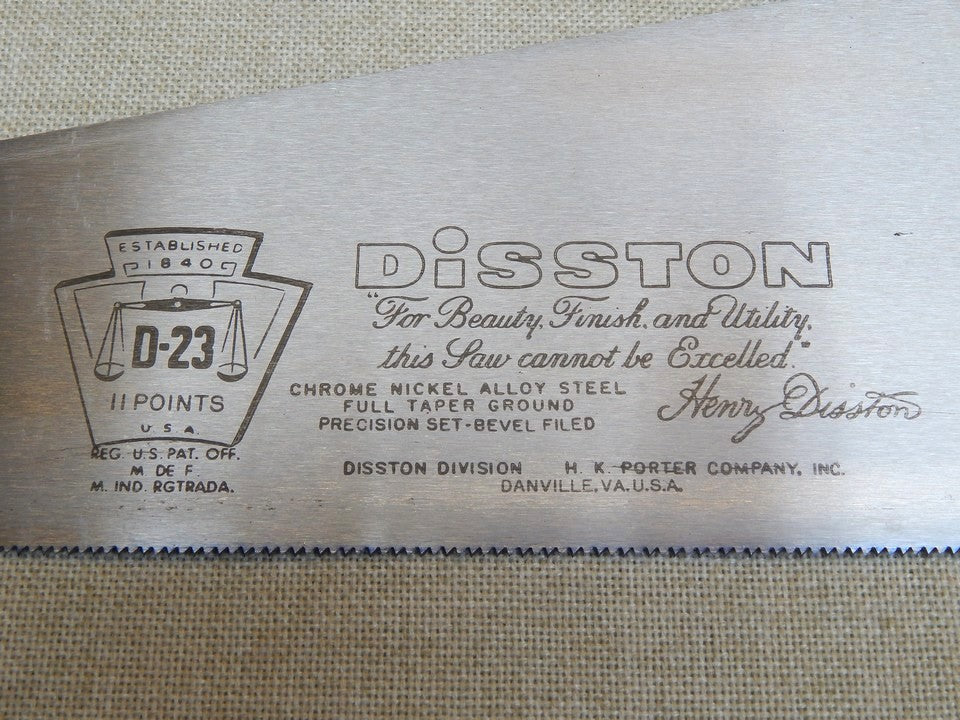 ESTABLISHED
1840
D-23
11 POINTS
U.S.A.
REG. U.S. PAT. OFF.
M. DE F.
M. IND. RGTRADA.
DiSSTON
"For Beauty, Finish, and Utility,
this Saw cannot be Excelled."
CHROME NICKEL ALLOY STEEL
FULL TAPER GROUND
PRECISION SET-BEVEL FILED
Henry Disston
DISSTON DIVISION H. K. PORTER COMPANY, INC.
DANVILLE, VA. U.S.A.